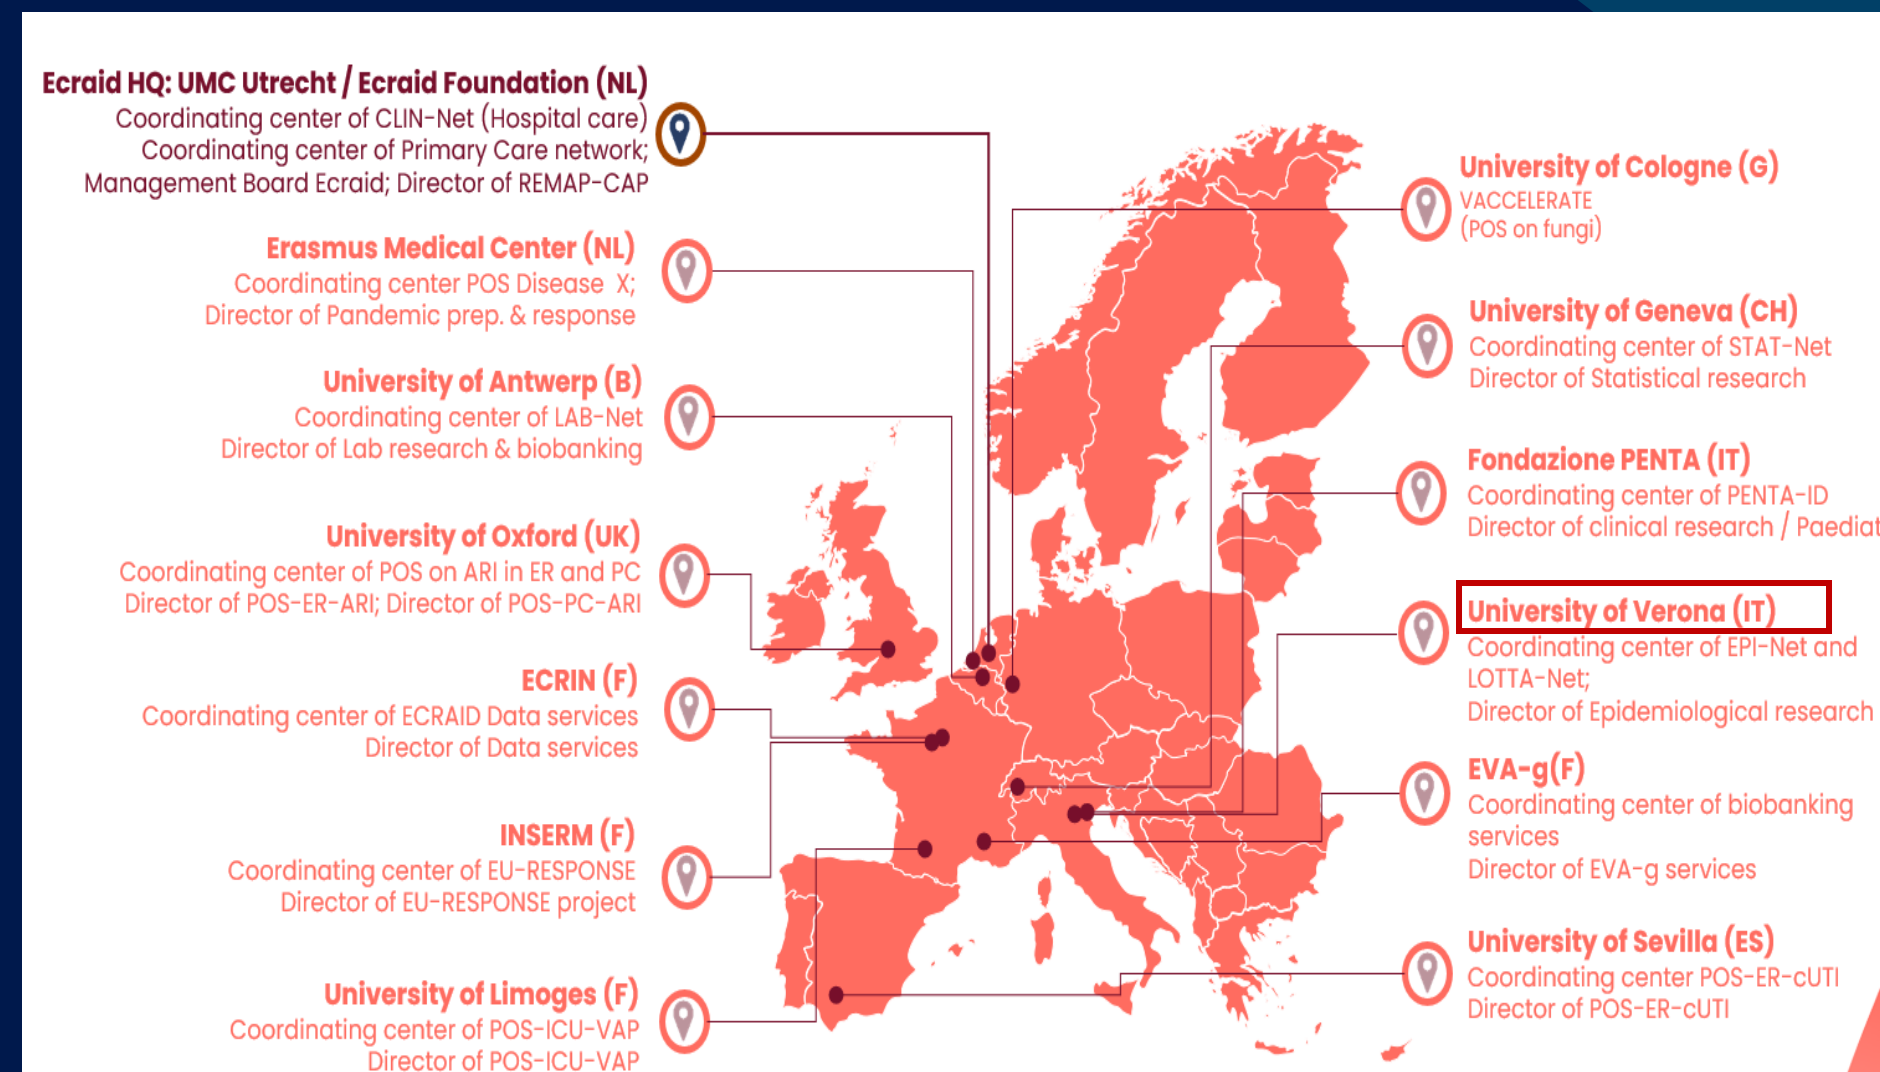 Ecraid HQ: UMC Utrecht / Ecraid Foundation (NL)
Coordinating center of CLIN-Net (Hospital care)
Coordinating center of Primary Care network;
Management Board Ecraid; Director of REMAP-CAP
Erasmus Medical Center (NL)
Coordinating center POS Disease X;
Director of Pandemic prep. & response
University of Antwerp (B)
Coordinating center of LAB-Net
Director of Lab research & biobanking
University of Oxford (UK)
Coordinating center of POS on ARI in ER and PC
Director of POS-ER-ARI; Director of POS-PC-ARI
ECRIN (F)
Coordinating center of ECRAID Data services
Director of Data services
INSERM (F)
Coordinating center of EU-RESPONSE
Director of EU-RESPONSE project
University of Limoges (F)
Coordinating center of POS-ICU-VAP
Director of POS-ICU-VAP
University of Cologne (G)
VACCELERATE
(POS on fungi)
University of Geneva (CH)
Coordinating center of STAT-Net
Director of Statistical research
Fondazione PENTA (IT)
Coordinating center of PENTA-ID
Director of clinical research / Paediat
University of Verona (IT)
Coordinating center of EPI-Net and
LOTTA-Net;
Director of Epidemiological research
EVA-g(F)
Coordinating center of biobanking
services
Director of EVA-g services
University of Sevilla (ES)
Coordinating center POS-ER-cUTI
Director of POS-ER-cUTI